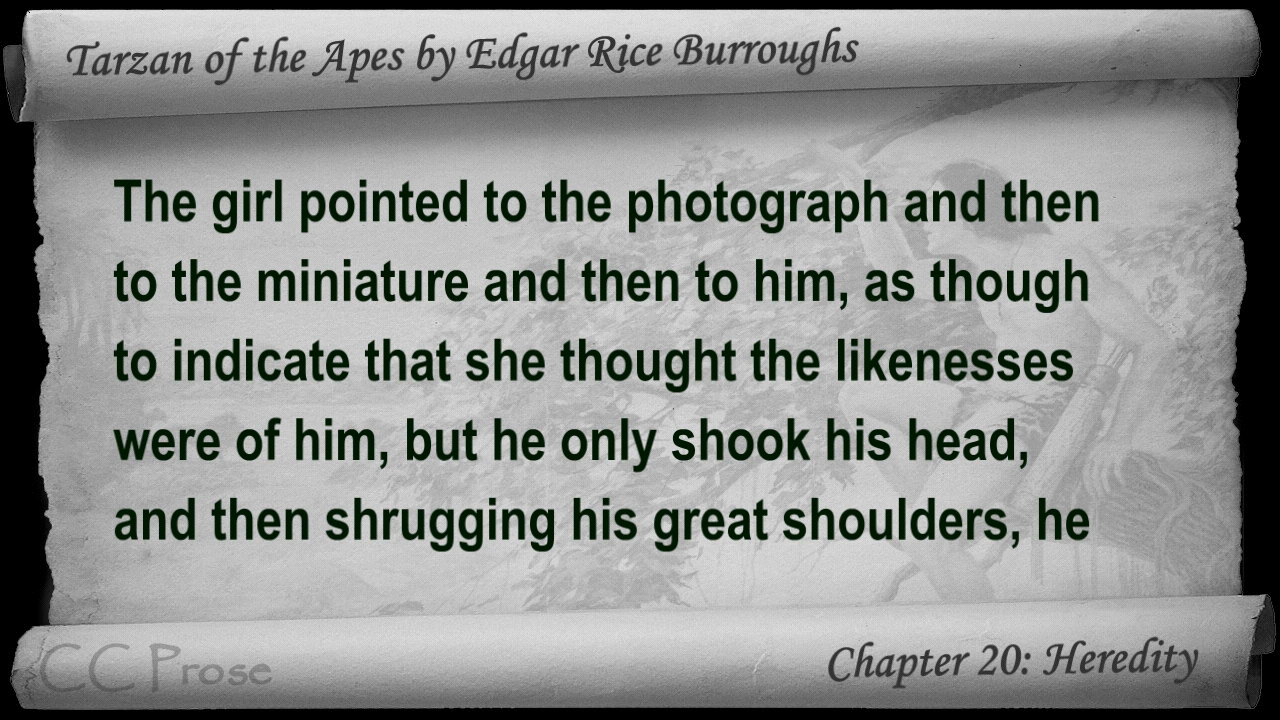 Tarzan of the Apes by Edgar Rice Burroughs
The girl pointed to the photograph and then
to the miniature and then to him, as though
to indicate that she thought the likenesses
were of him, but he only shook his head,
and then shrugging his great shoulders, he
CC Prose
Chapter 20: Heredity